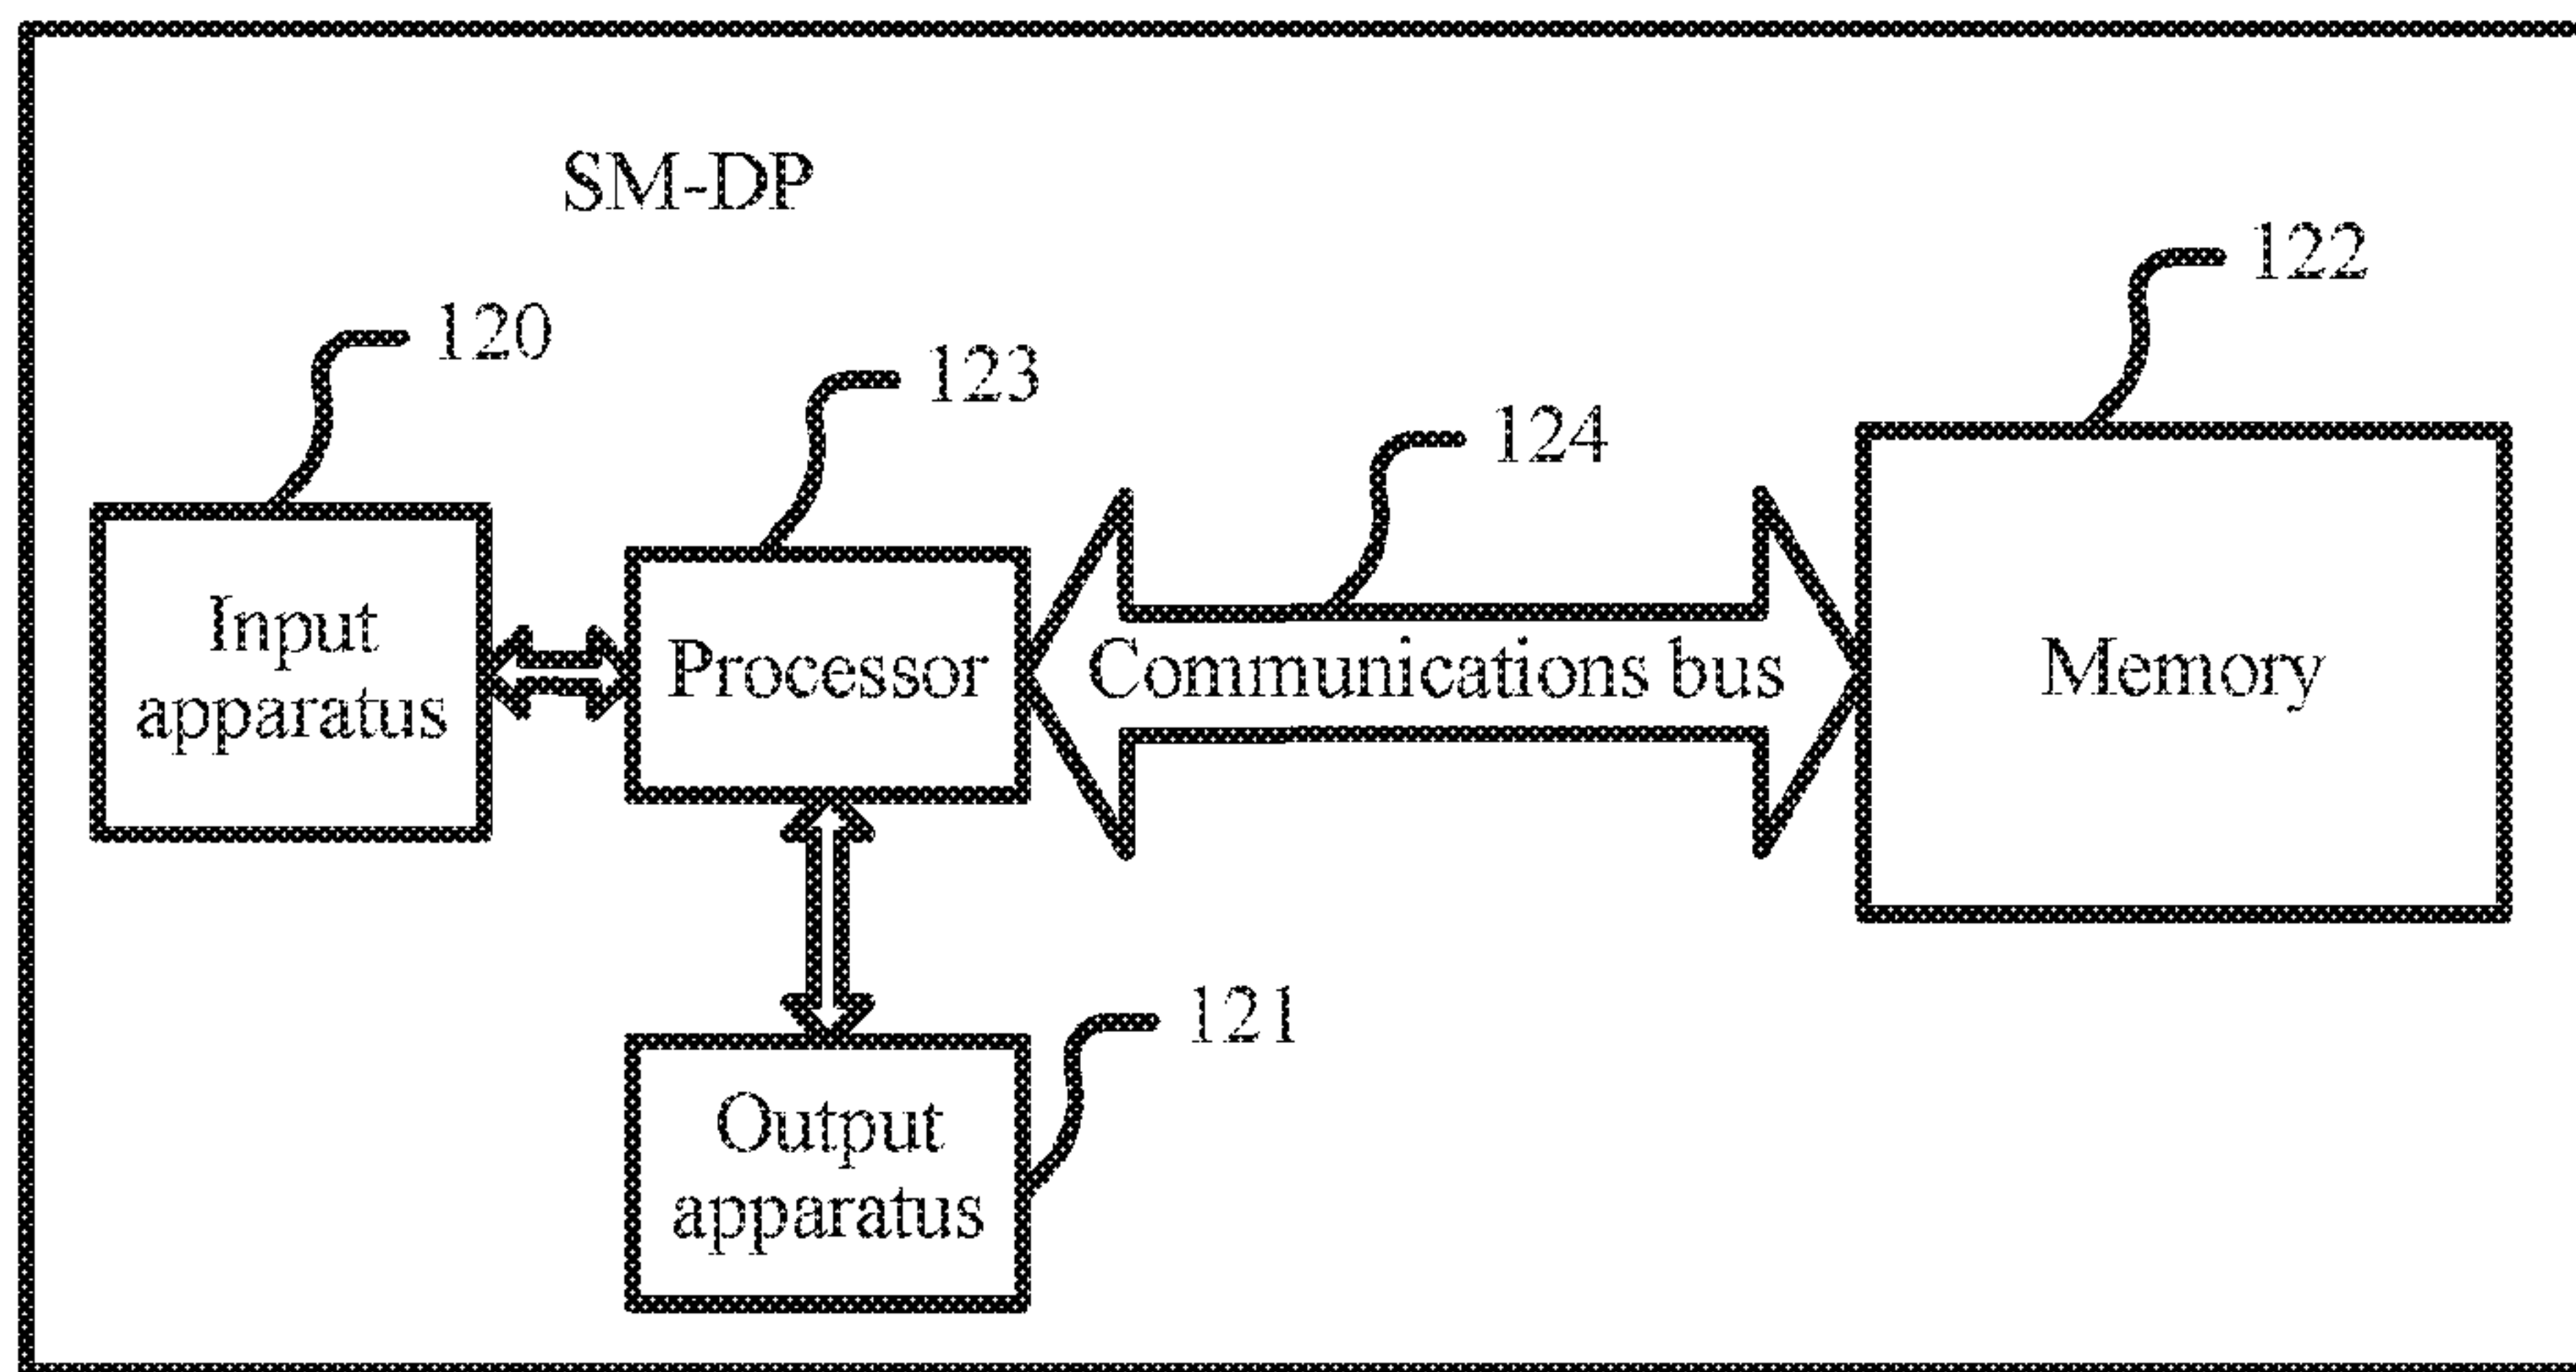 SM-DP
122
120
123
124
Input
apparatus
Processor
Communications bus
Memory
121
Output
apparatus